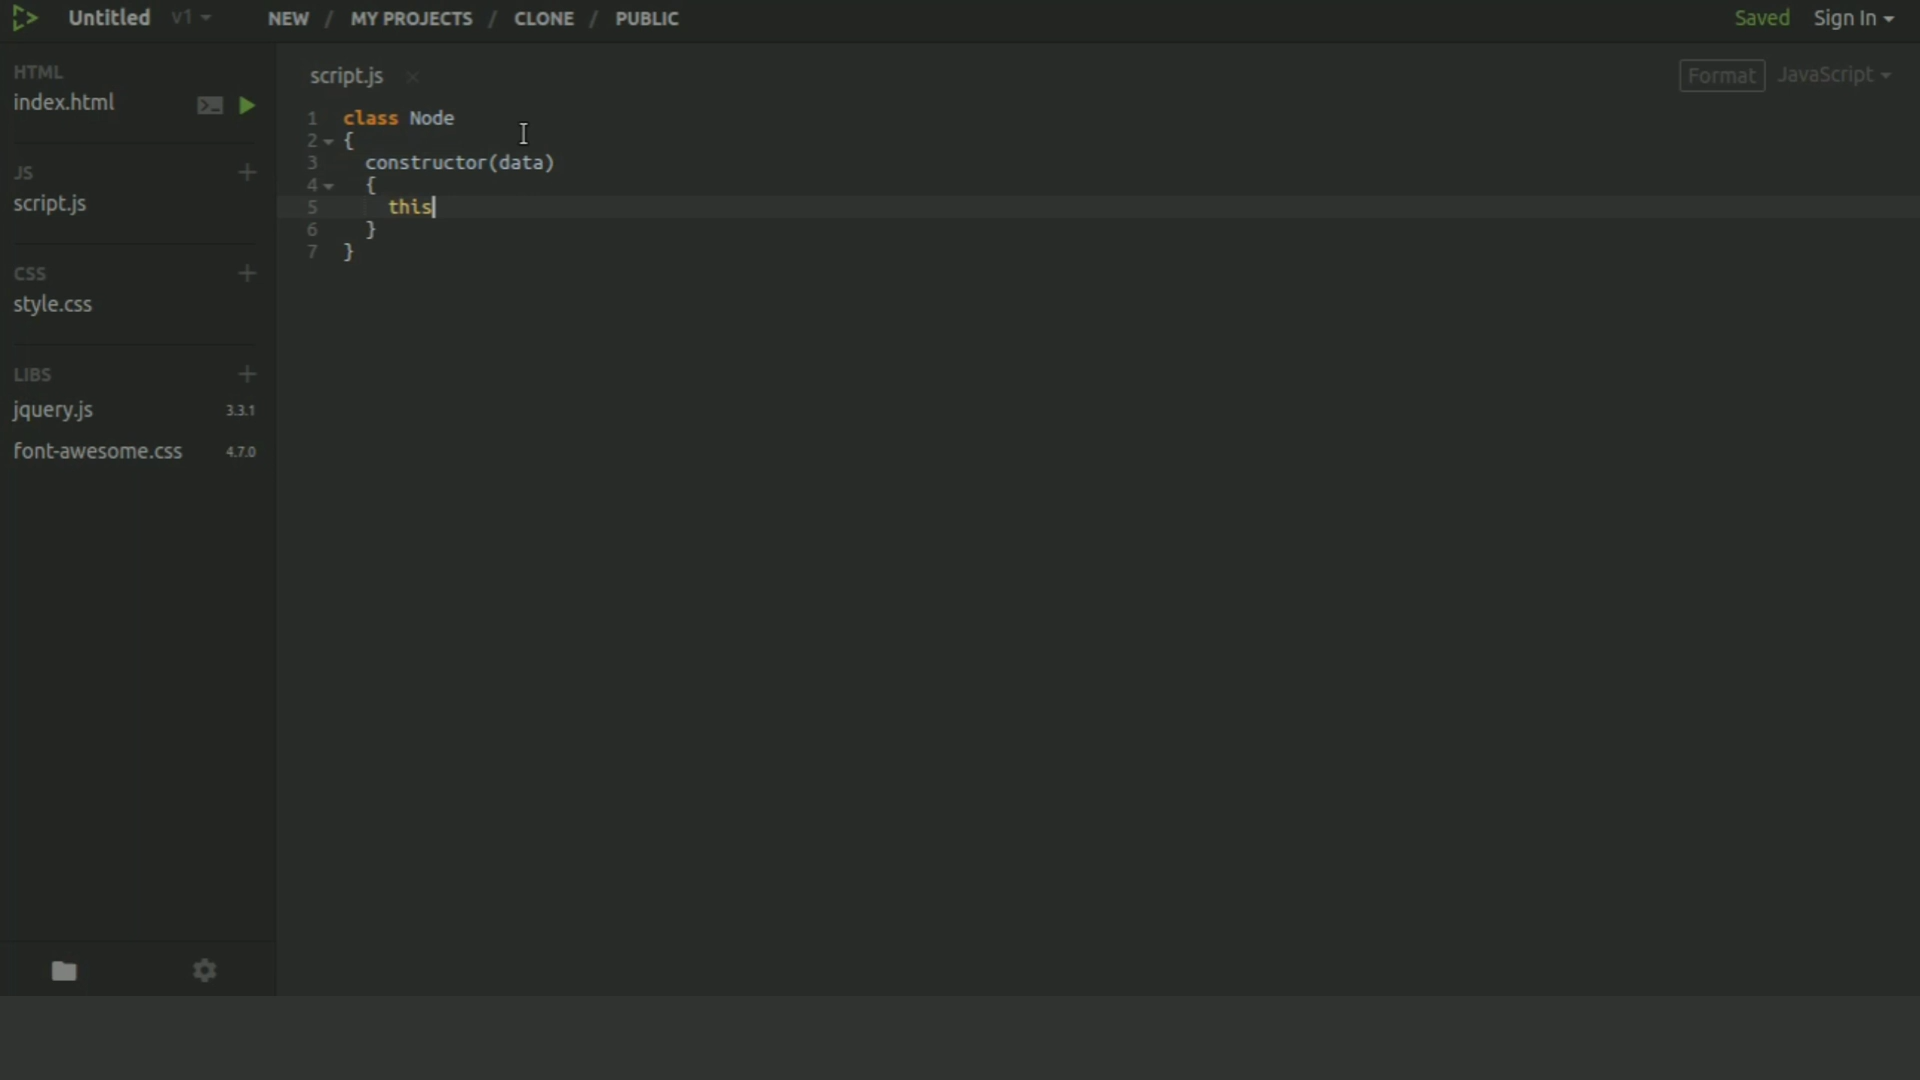 Untitled v1 NEW / MY PROJECTS / CLONE / PUBLIC Saved Sign In
HTML
index.html
JS
script.js
CSS
style.css
LIBS
jquery.js 3.3.1
font-awesome.css 4.7.0
script.js × Format JavaScript
1 class Node
2 {
3 constructor(data)
4 {
5 this
6 }
7 }